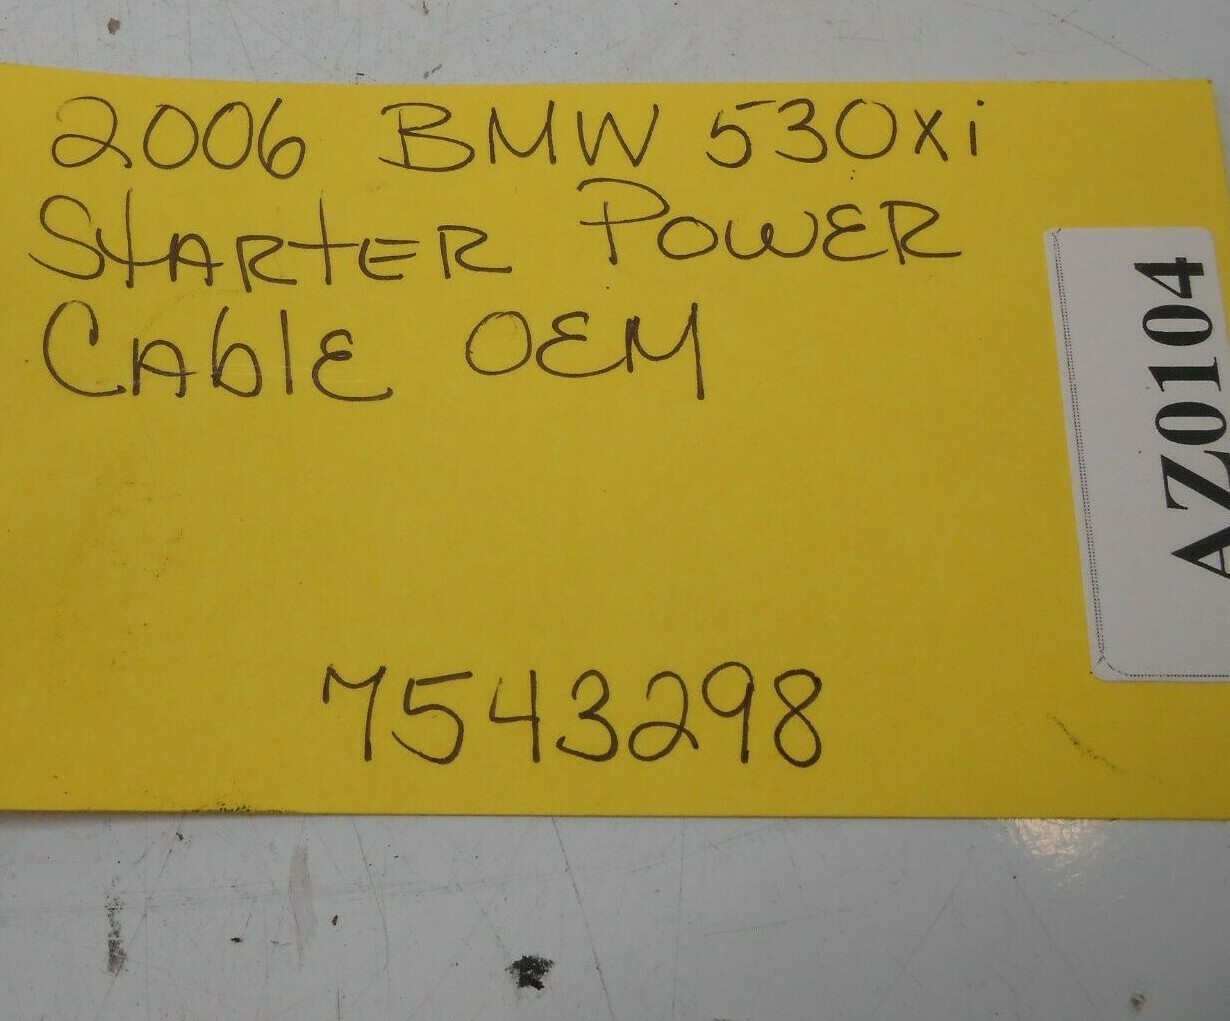 2006 BMW 530xi
StARtER POWER
CAblE OEM
7543298
AZ0104